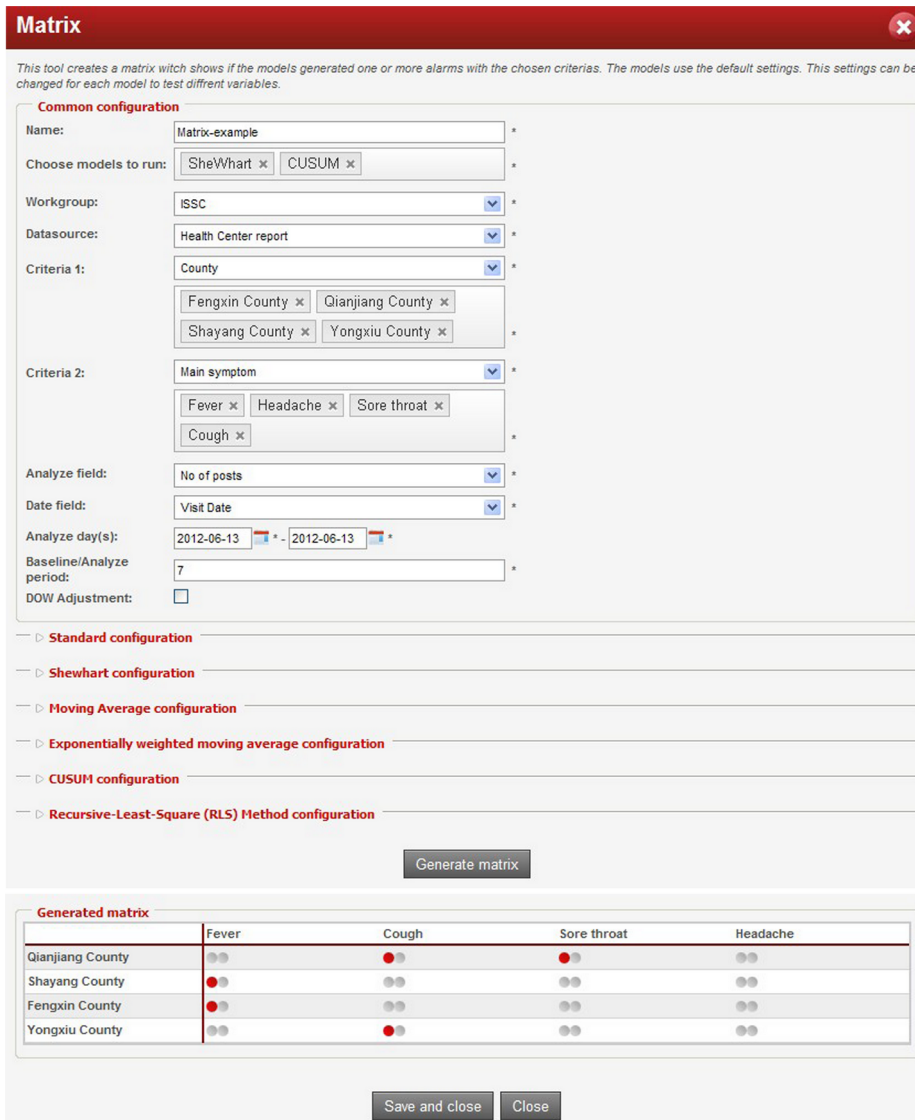 Matrix
This tool creates a matrix witch shows if the models generated one or more alarms with the chosen criterias. The models use the default settings. This settings can be
changed for each model to test diffrent variables.
Common configuration
Name: Matrix-example *
Choose models to run: SheWhart × CUSUM × *
Workgroup: ISSC *
Datasource: Health Center report *
Criteria 1: County *
Fengxin County × Qianjiang County ×
Shayang County × Yongxiu County × *
Criteria 2: Main symptom *
Fever × Headache × Sore throat ×
Cough × *
Analyze field: No of posts *
Date field: Visit Date *
Analyze day(s): 2012-06-13 * - 2012-06-13 *
Baseline/Analyze
period: 7 *
DOW Adjustment:
Standard configuration
Shewhart configuration
Moving Average configuration
Exponentially weighted moving average configuration
CUSUM configuration
Recursive-Least-Square (RLS) Method configuration
Generate matrix
Generated matrix
Fever Cough Sore throat Headache
Qianjiang County
Shayang County
Fengxin County
Yongxiu County
Save and close Close